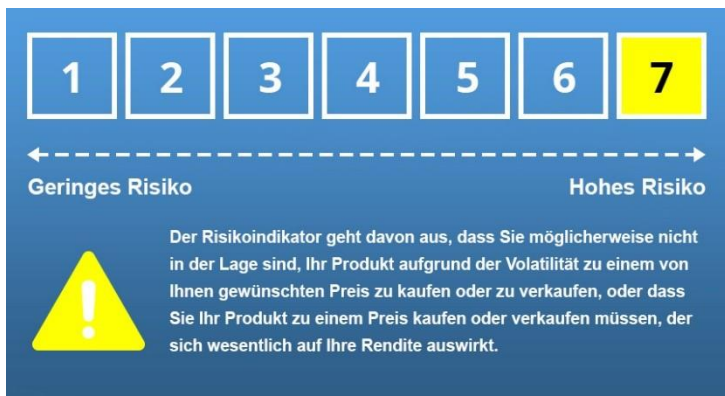 1 2 3 4 5 6 7
Geringes Risiko Hohes Risiko
Der Risikoindikator geht davon aus, dass Sie möglicherweise nicht
in der Lage sind, Ihr Produkt aufgrund der Volatilität zu einem von
Ihnen gewünschten Preis zu kaufen oder zu verkaufen, oder dass
Sie Ihr Produkt zu einem Preis kaufen oder verkaufen müssen, der
sich wesentlich auf Ihre Rendite auswirkt.